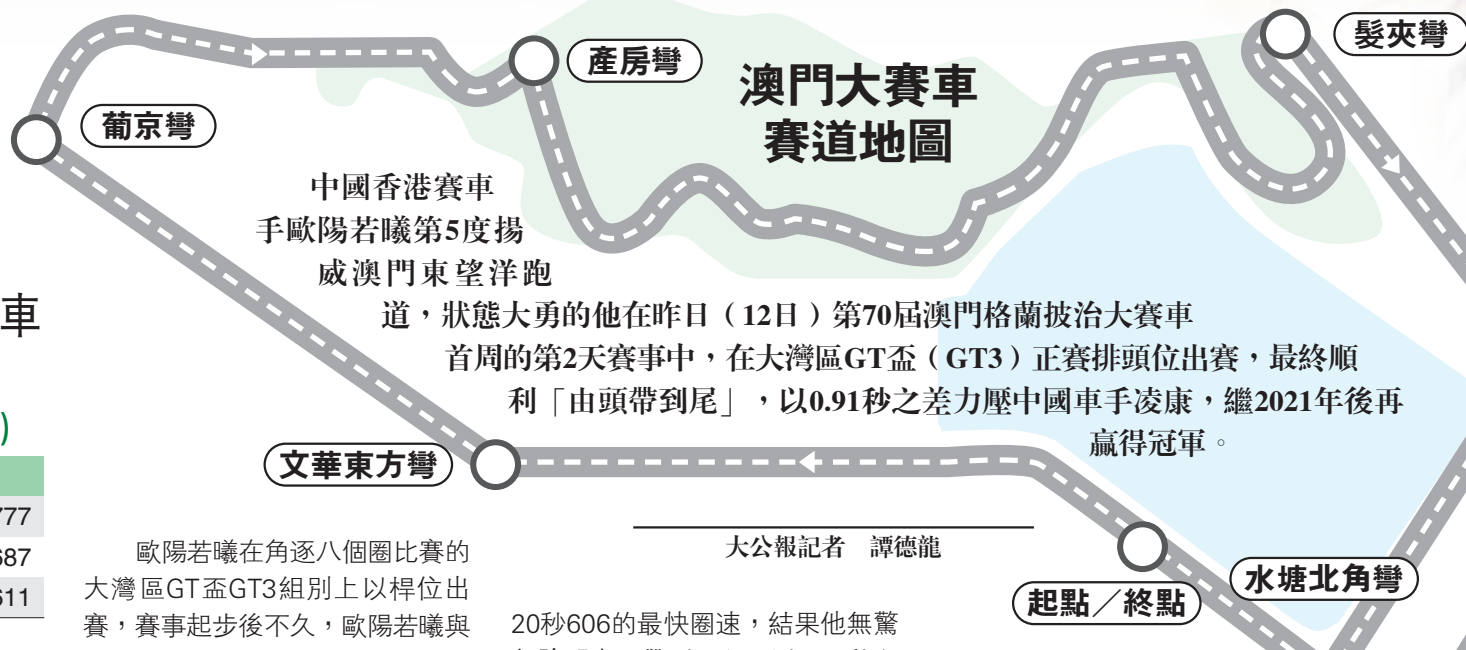 髮夾彎
產房彎
澳門大賽車
賽道地圖
葡京彎
中國香港賽車
手歐陽若曦第5度揚
威澳門東望洋跑
道，狀態大勇的他在昨日（12日）第70屆澳門格蘭披治大賽車
首周的第2天賽事中，在大灣區GT盃（GT3）正賽排頭位出賽，最終順
利「由頭帶到尾」，以0.91秒之差力壓中國車手凌康，繼2021年後再
贏得冠軍。
車
)
777
687
611
文華東方彎
大公報記者　譚德龍
起點／終點
水塘北角彎
歐陽若曦在角逐八個圈比賽的
大灣區GT盃GT3組別上以桿位出
賽，賽事起步後不久，歐陽若曦與
20秒606的最快圈速，結果他無驚